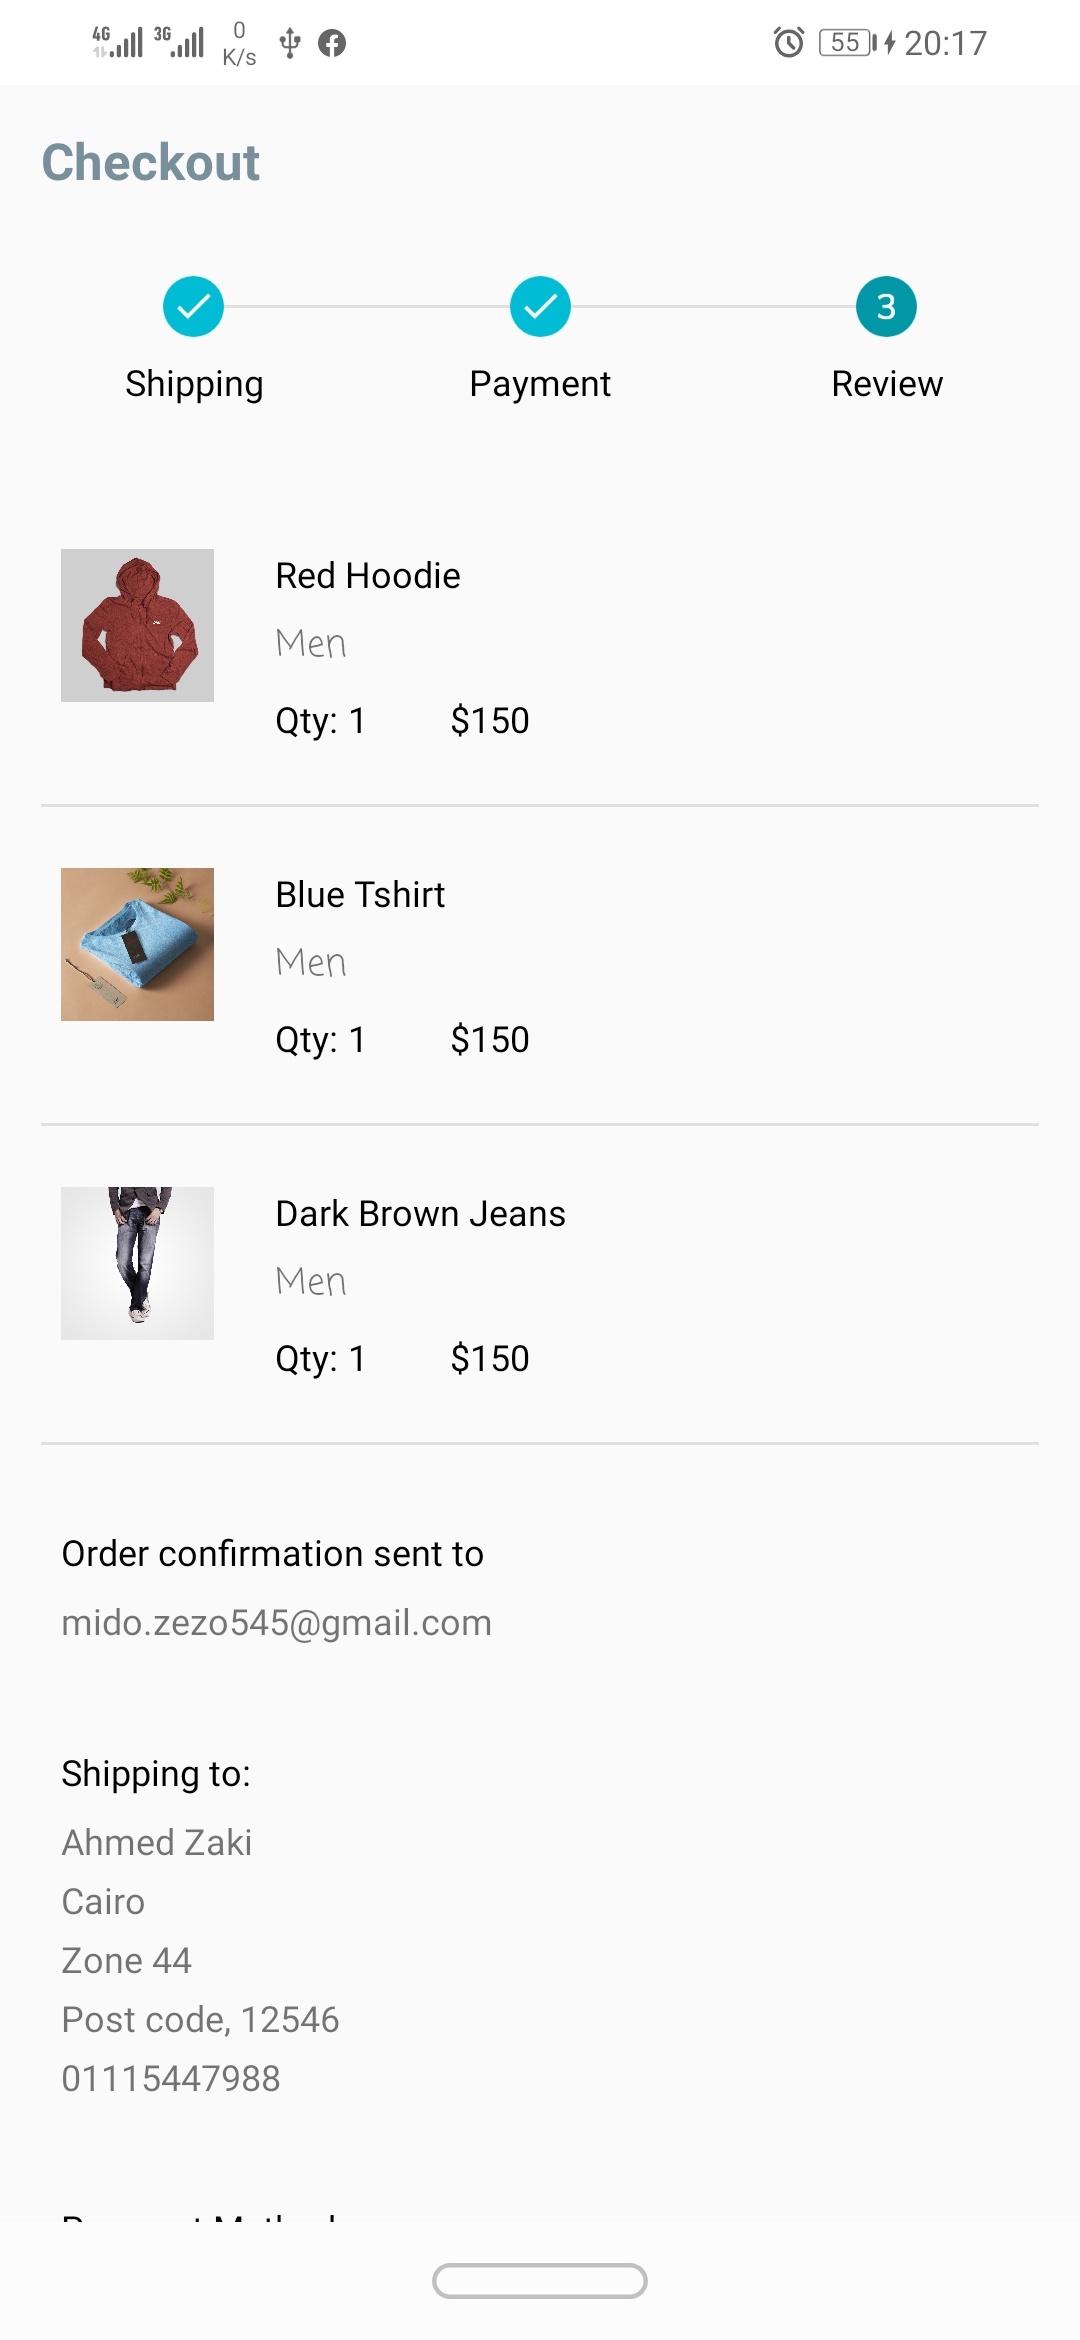 4G 3G 0 K/s 55 20:17
Checkout
3
Shipping Payment Review
Red Hoodie
Men
Qty: 1 $150
Blue Tshirt
Men
Qty: 1 $150
Dark Brown Jeans
Men
Qty: 1 $150
Order confirmation sent to
mido.zezo545@gmail.com
Shipping to:
Ahmed Zaki
Cairo
Zone 44
Post code, 12546
01115447988